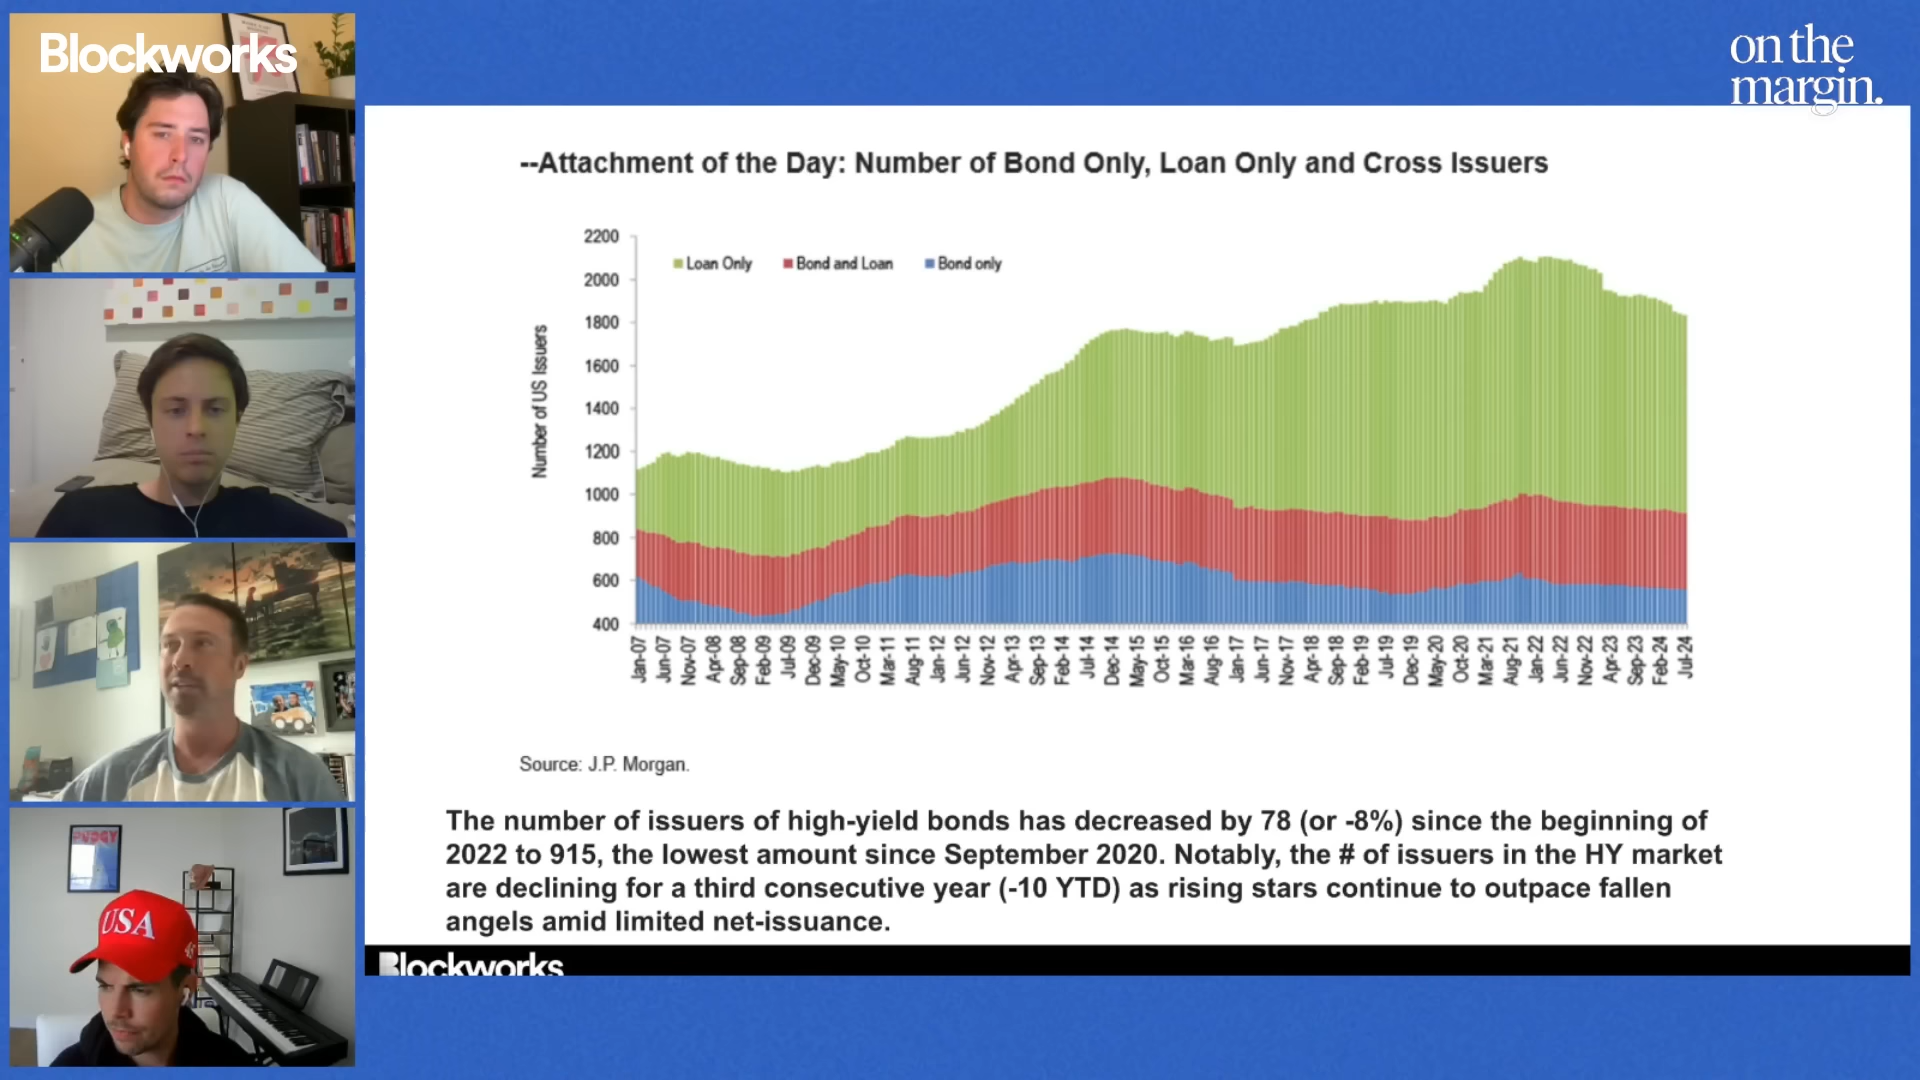 Blockworks
on the
margin.
--Attachment of the Day: Number of Bond Only, Loan Only and Cross Issuers
Number of US Issuers
2200
2000
1800
1600
1400
1200
1000
800
600
400
Loan Only
Bond and Loan
Bond only
Jan-07
Jun-07
Nov-07
Apr-08
Sep-08
Feb-09
Jul-09
Dec-09
May-10
Oct-10
Mar-11
Aug-11
Jan-12
Jun-12
Nov-12
Apr-13
Sep-13
Feb-14
Jul-14
Dec-14
May-15
Oct-15
Mar-16
Aug-16
Jan-17
Jun-17
Nov-17
Apr-18
Sep-18
Feb-19
Jul-19
Dec-19
May-20
Oct-20
Mar-21
Aug-21
Jan-22
Jun-22
Nov-22
Apr-23
Sep-23
Feb-24
Jul-24
Source: J.P. Morgan.
The number of issuers of high-yield bonds has decreased by 78 (or -8%) since the beginning of
2022 to 915, the lowest amount since September 2020. Notably, the # of issuers in the HY market
are declining for a third consecutive year (-10 YTD) as rising stars continue to outpace fallen
angels amid limited net-issuance.
Blockworks
PUDGY
USA
45